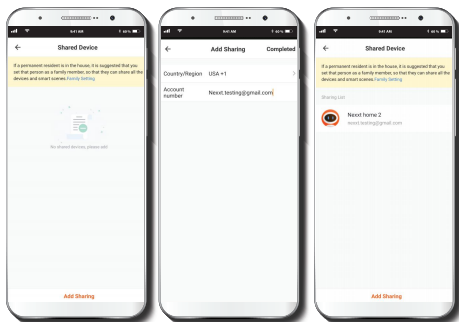 9:41 AM
Shared Device
If a permanent resident is in the house, it is suggested that you
set that person as a family member, so that they can share all the
devices and smart scenes.Family Setting
No shared devices, please add
Add Sharing
9:41 AM
Add Sharing Completed
Country/Region USA +1
Account
number
Nexxt.testing@gmail.com
9:41 AM
Shared Device
If a permanent resident is in the house, it is suggested that you
set that person as a family member, so that they can share all the
devices and smart scenes.Family Setting
Sharing List
Nexxt home 2
nexxt.testing@gmail.com
Add Sharing